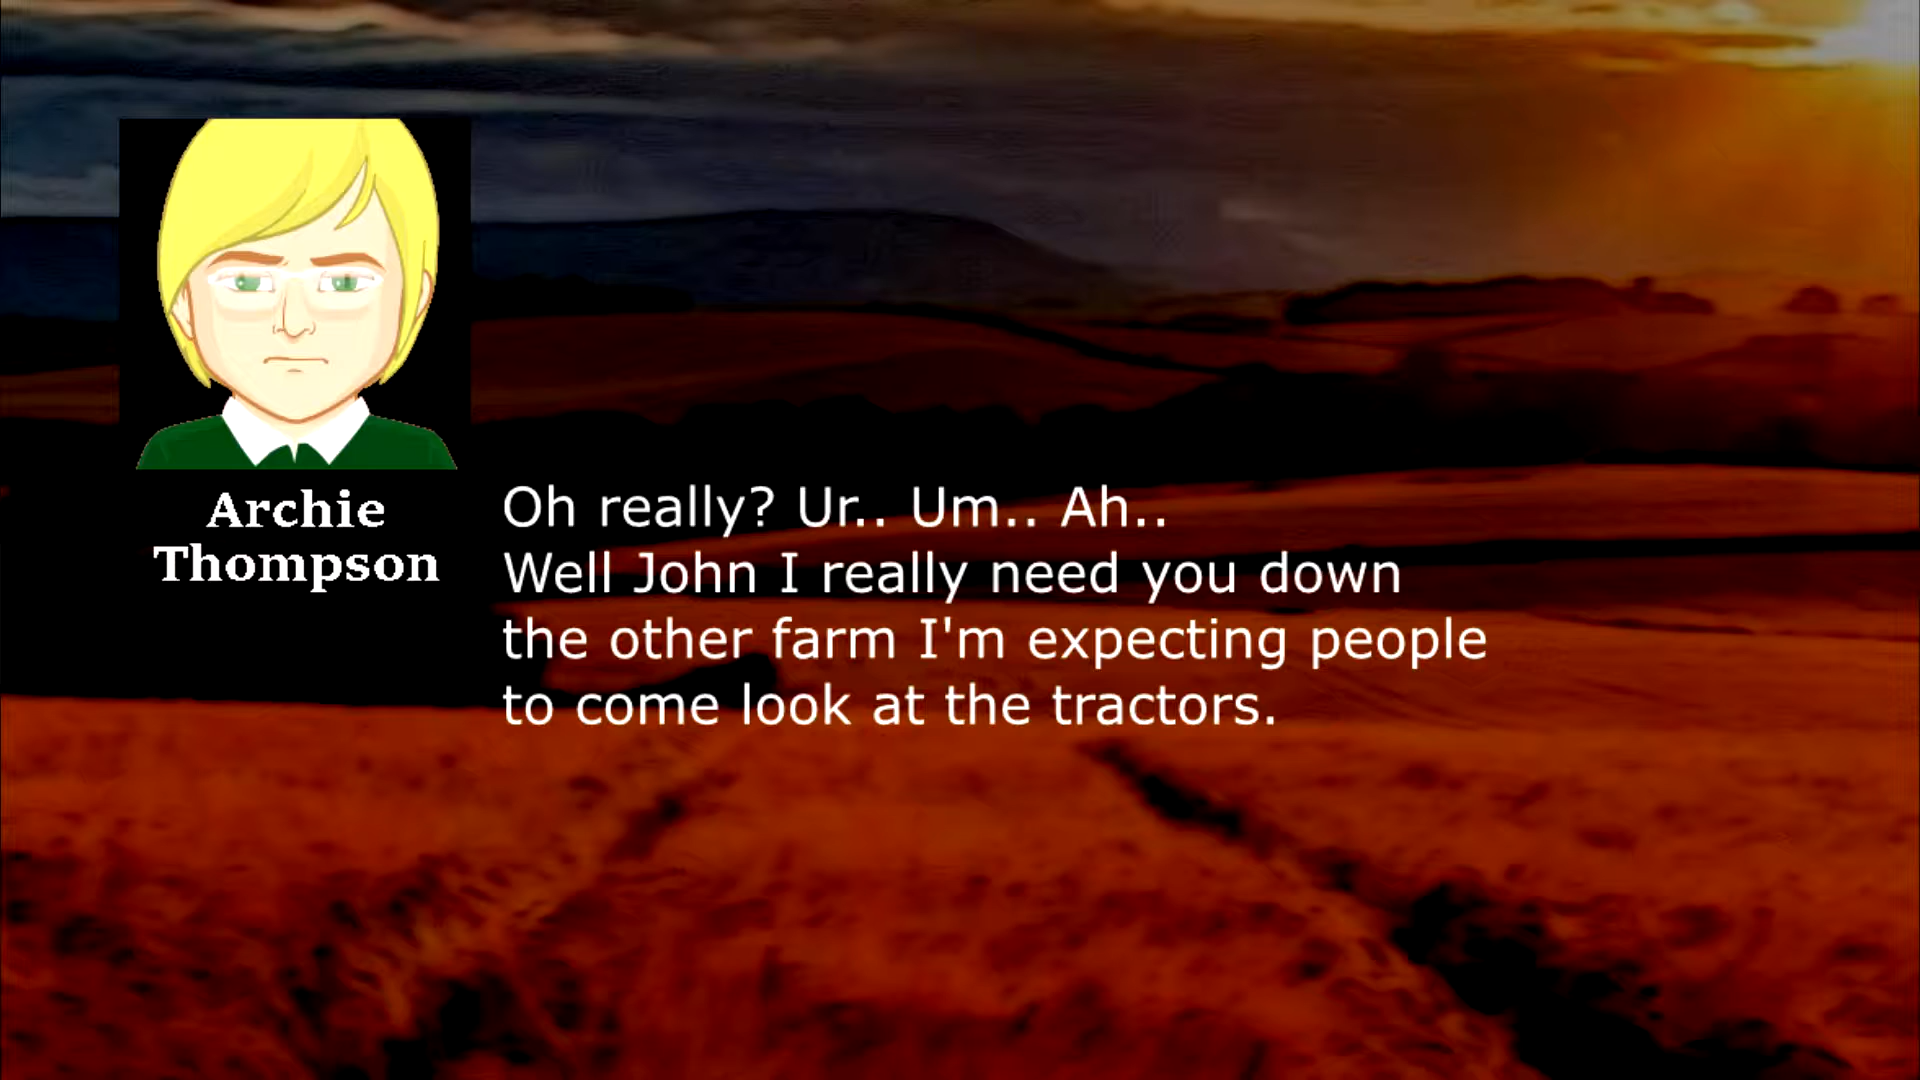 Archie
Thompson
Oh really? Ur.. Um.. Ah..
Well John I really need you down
the other farm I'm expecting people
to come look at the tractors.